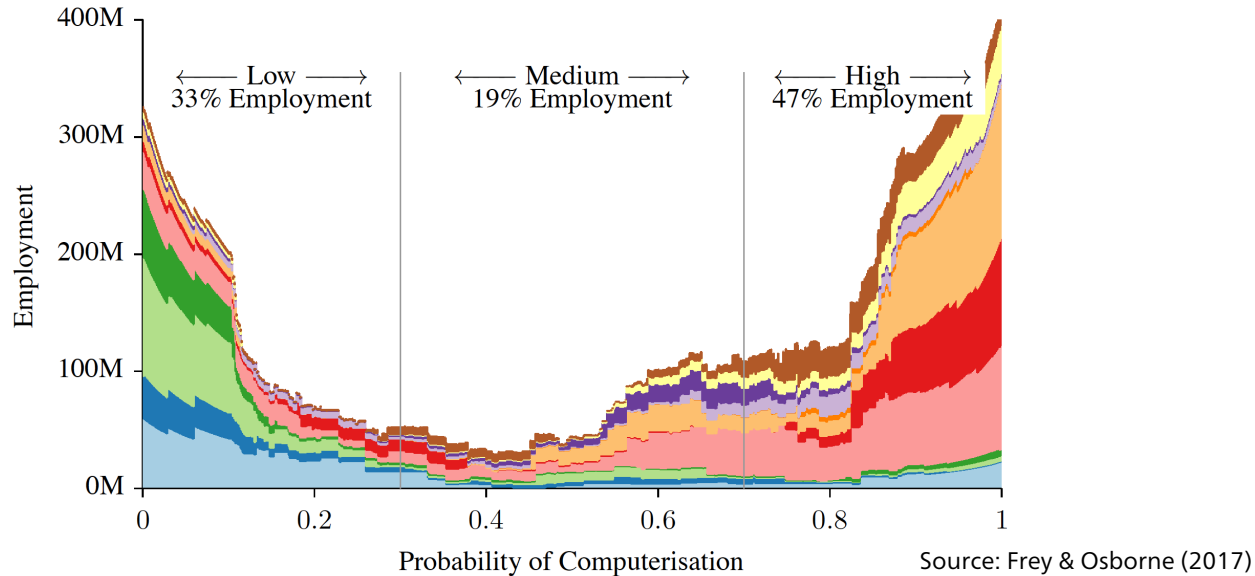 400M
←—— Low ——→
33% Employment
←—— Medium ——→
19% Employment
←—— High ——→
47% Employment
300M
200M
100M
0M
Employment
0 0.2 0.4 0.6 0.8 1
Probability of Computerisation
Source: Frey & Osborne (2017)